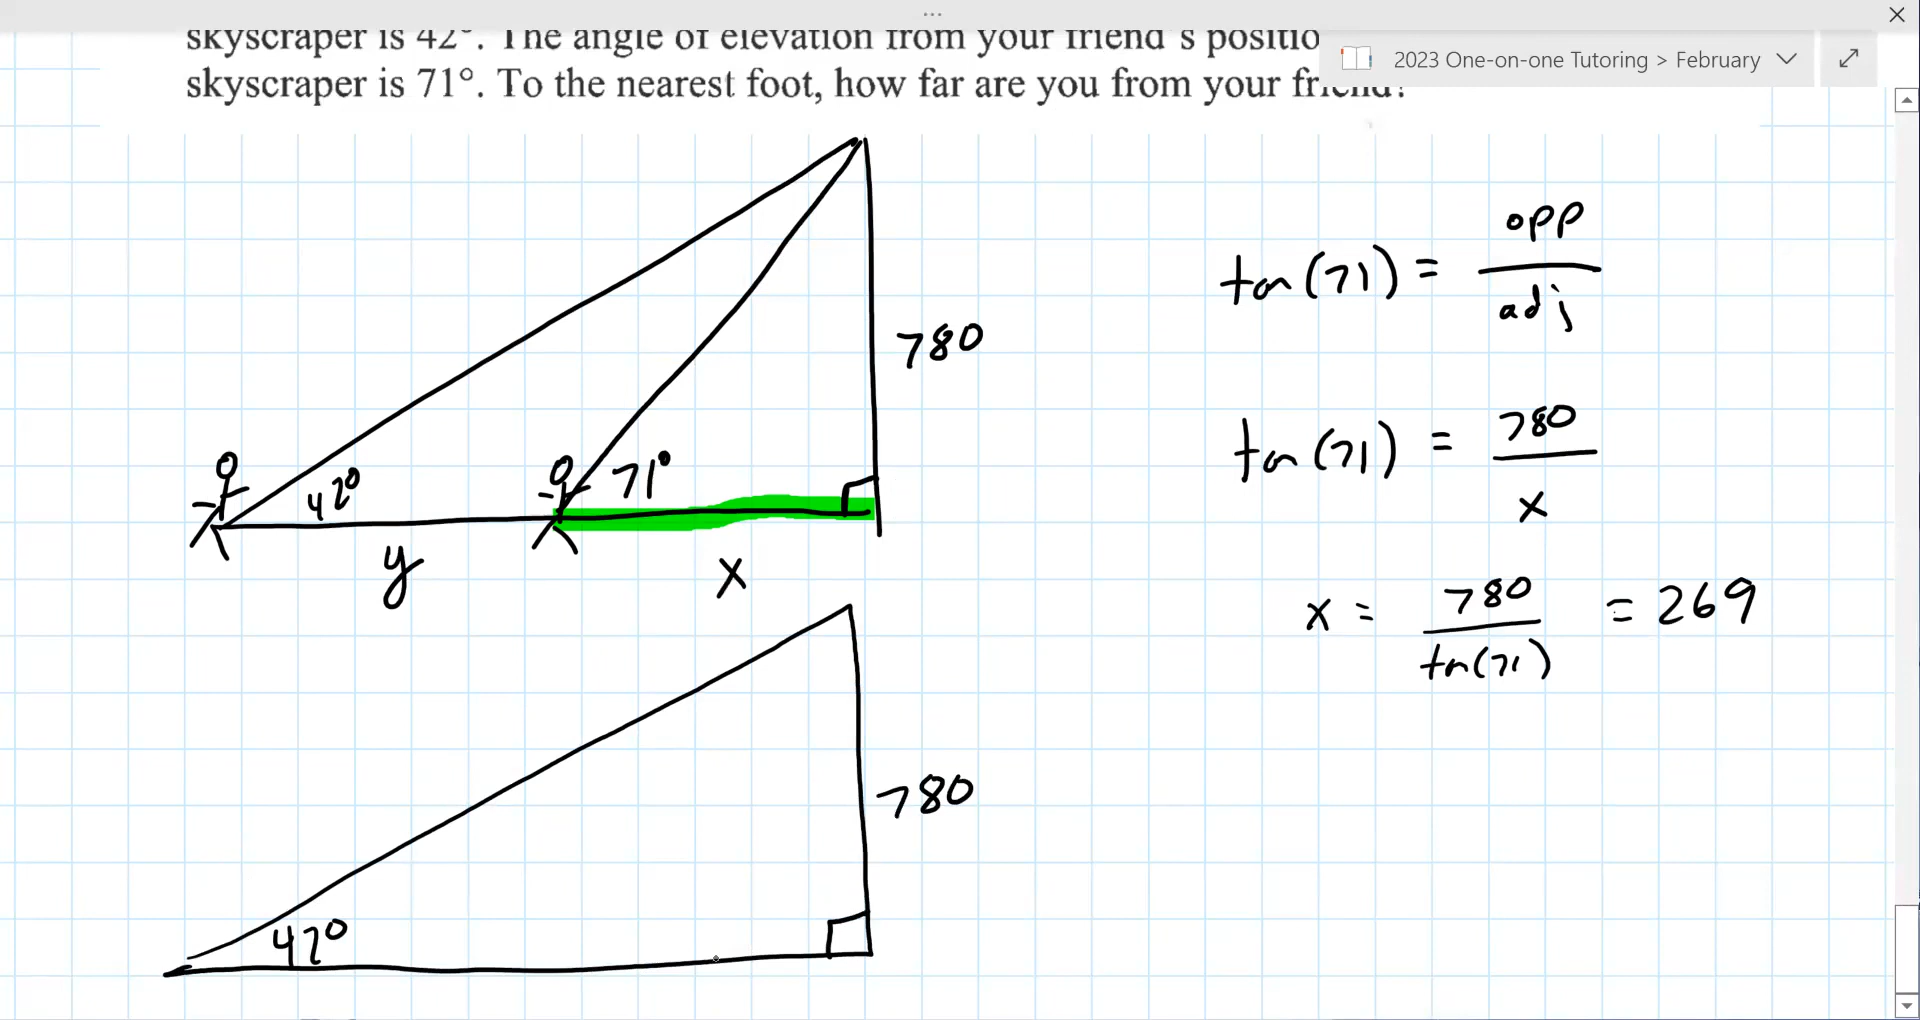 skyscraper is 42°. The angle of elevation from your friend's positio
2023 One-on-one Tutoring > February
skyscraper is 71°. To the nearest foot, how far are you from your friend?
tan(71) = opp / adj
780
tan(71) = 780 / x
42°
71°
y
x
x = 780 / tan(71) = 269
780
42°